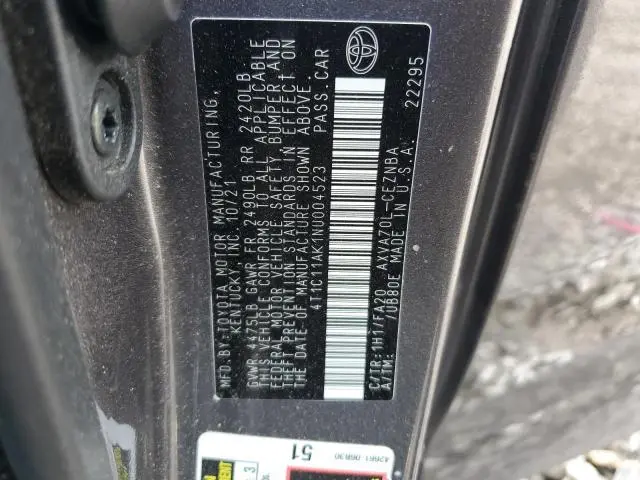 MFD.BY:TOYOTA MOTOR MANUFACTURING,
KENTUCKY, INC. 10/21
GVWR 4475LB GAWR FR 2490LB RR 2420LB
THIS VEHICLE CONFORMS TO ALL APPLICABLE
FEDERAL MOTOR VEHICLE SAFETY, BUMPER, AND
THEFT PREVENTION STANDARDS IN EFFECT ON
THE DATE OF MANUFACTURE SHOWN ABOVE.
4T1C11AK1NU004523 PASS.CAR
C/TR:1H1/FA20 AXVA70L-CEZNBA
A/TM: /UB80E MADE IN U.S.A. 22295
51
42661-06B30